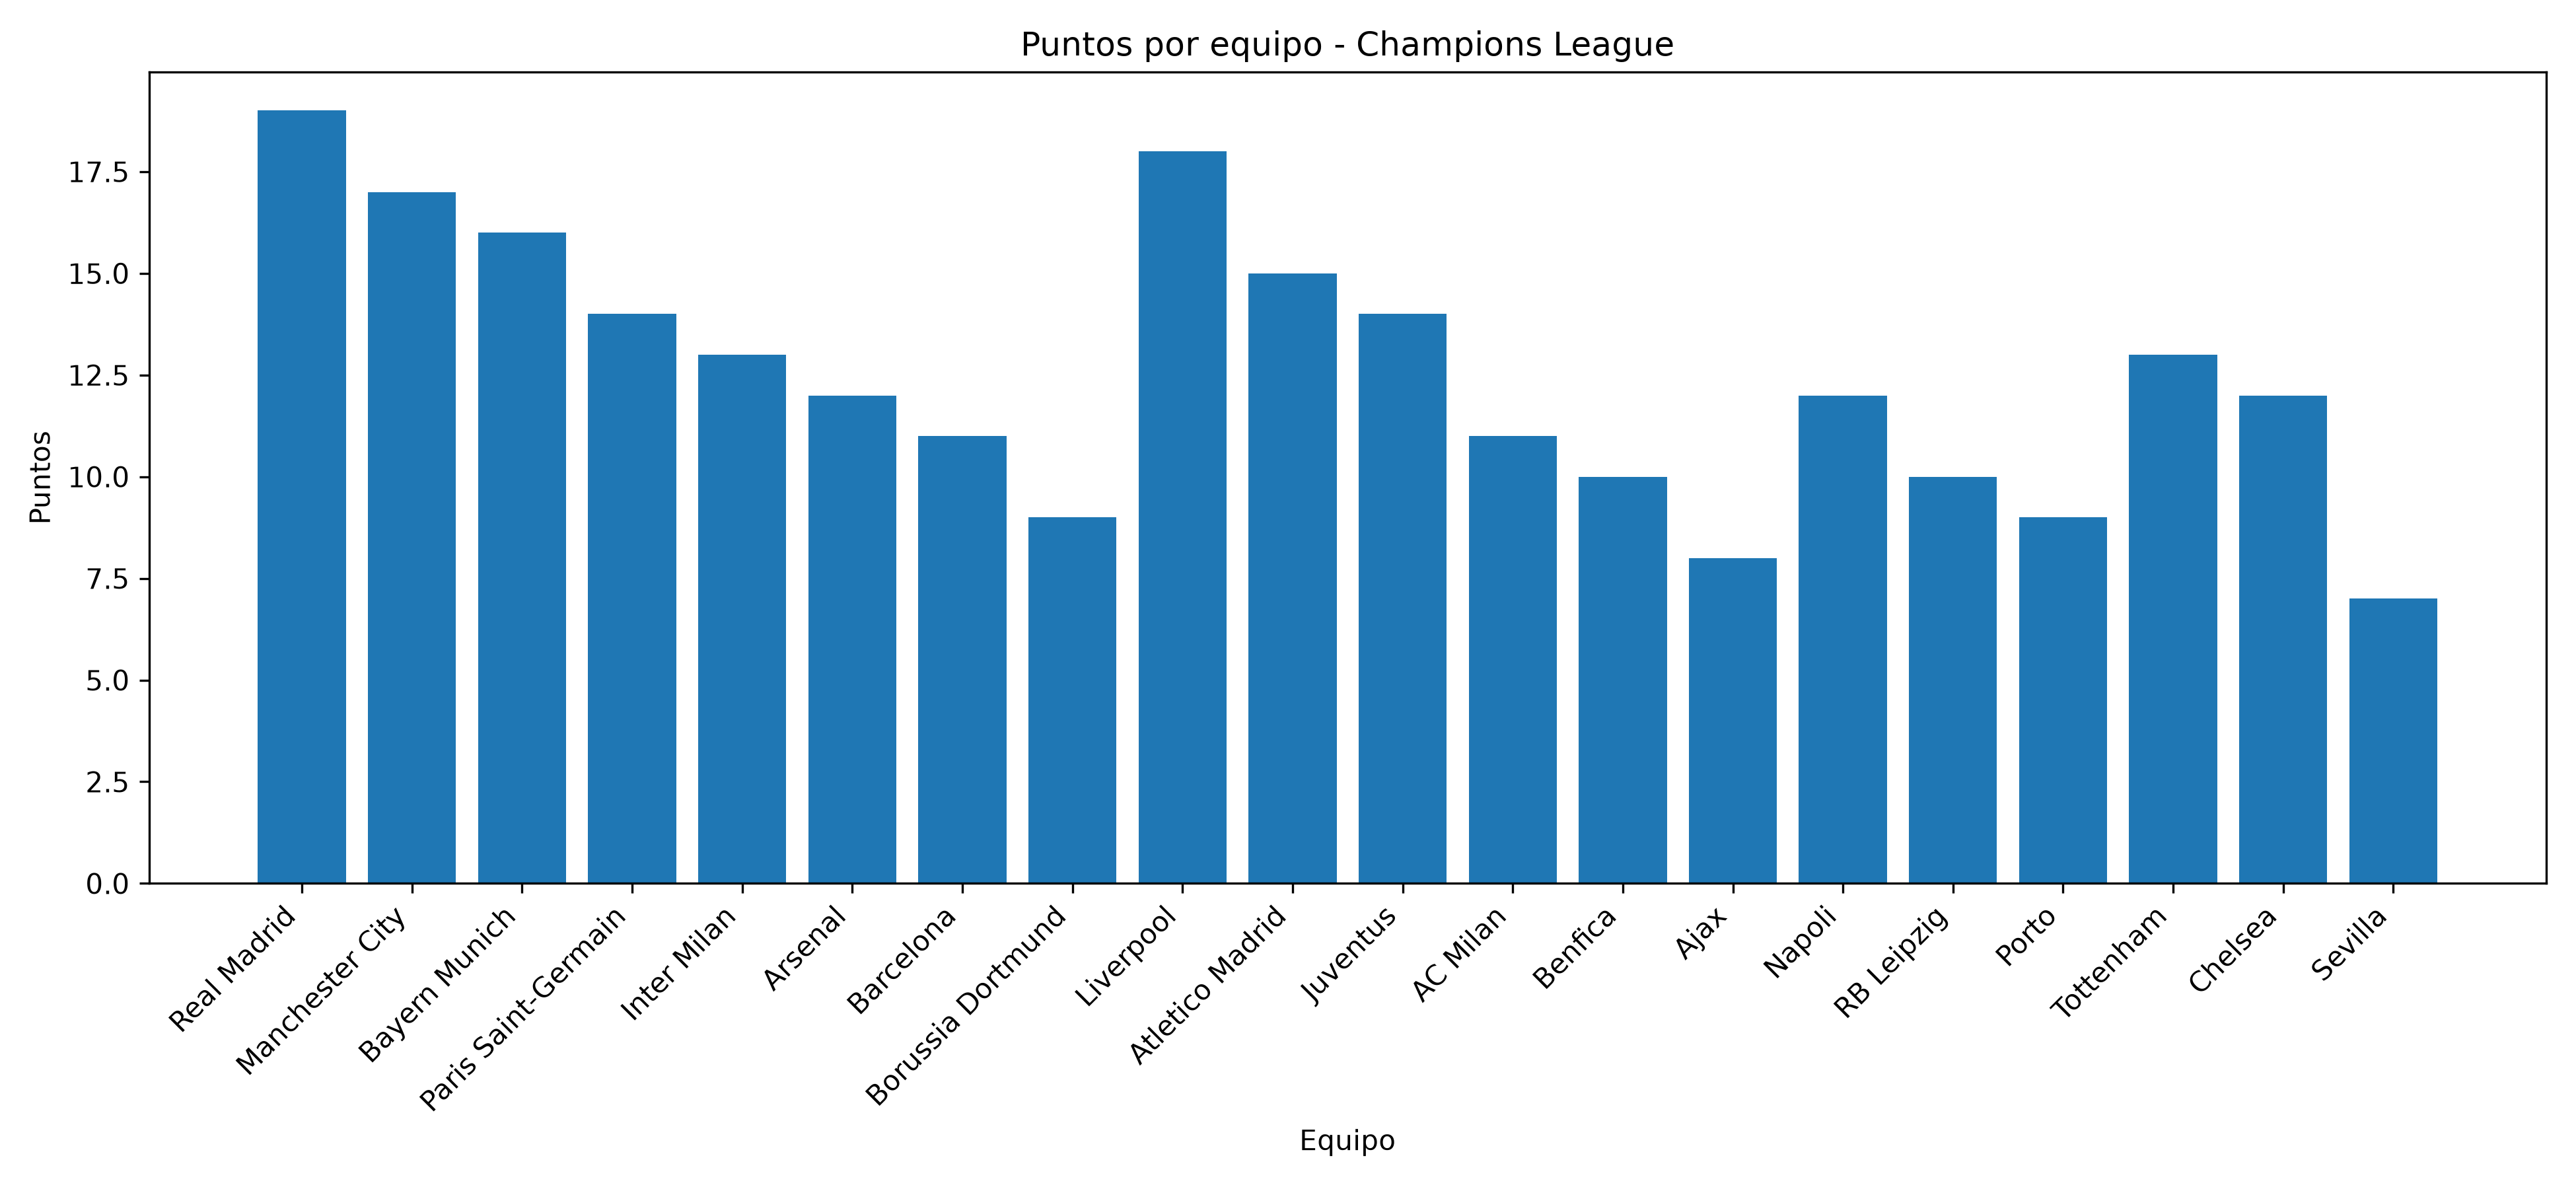 Puntos por equipo - Champions League
Puntos
17.5
15.0
12.5
10.0
7.5
5.0
2.5
0.0
Real Madrid
Manchester City
Bayern Munich
Paris Saint-Germain
Inter Milan
Arsenal
Barcelona
Borussia Dortmund
Liverpool
Atletico Madrid
Juventus
AC Milan
Benfica
Ajax
Napoli
RB Leipzig
Porto
Tottenham
Chelsea
Sevilla
Equipo